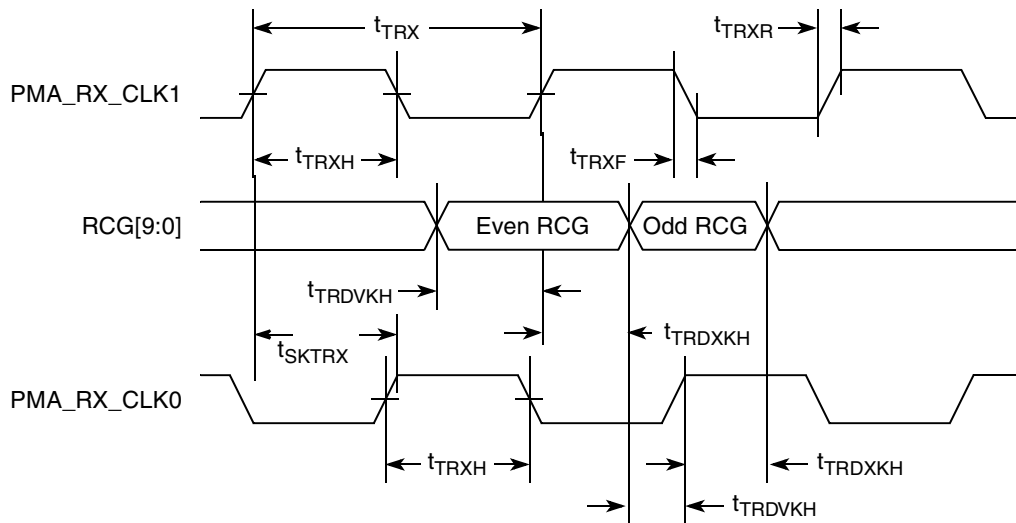 tTRX
tTRXR
PMA_RX_CLK1
tTRXH
tTRXF
RCG[9:0]
Even RCG
Odd RCG
tTRDVKH
tTRDXKH
tSKTRX
PMA_RX_CLK0
tTRXH
tTRDXKH
tTRDVKH